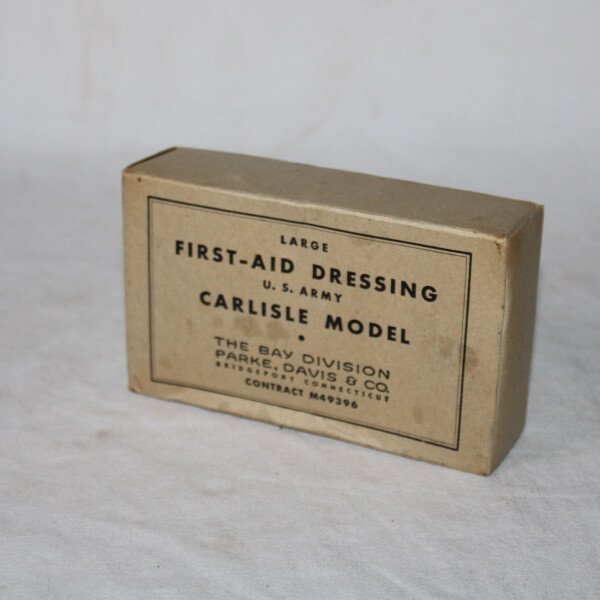 LARGE
FIRST-AID DRESSING
U. S. ARMY
CARLISLE MODEL
•
THE BAY DIVISION
PARKE, DAVIS & CO.
BRIDGEPORT CONNECTICUT
CONTRACT M49396